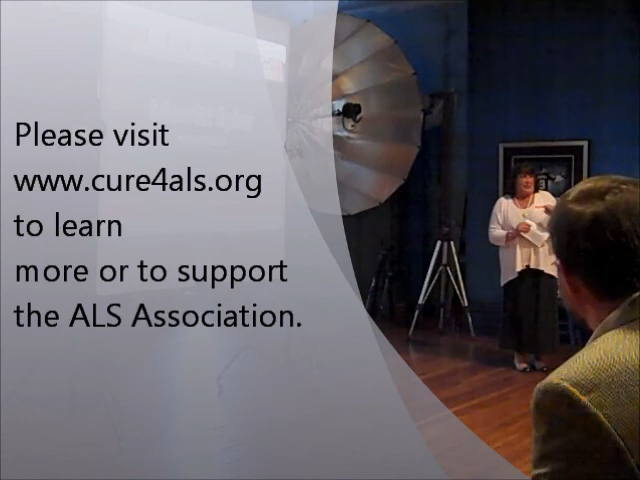 Please visit
www.cure4als.org
to learn
more or to support
the ALS Association.